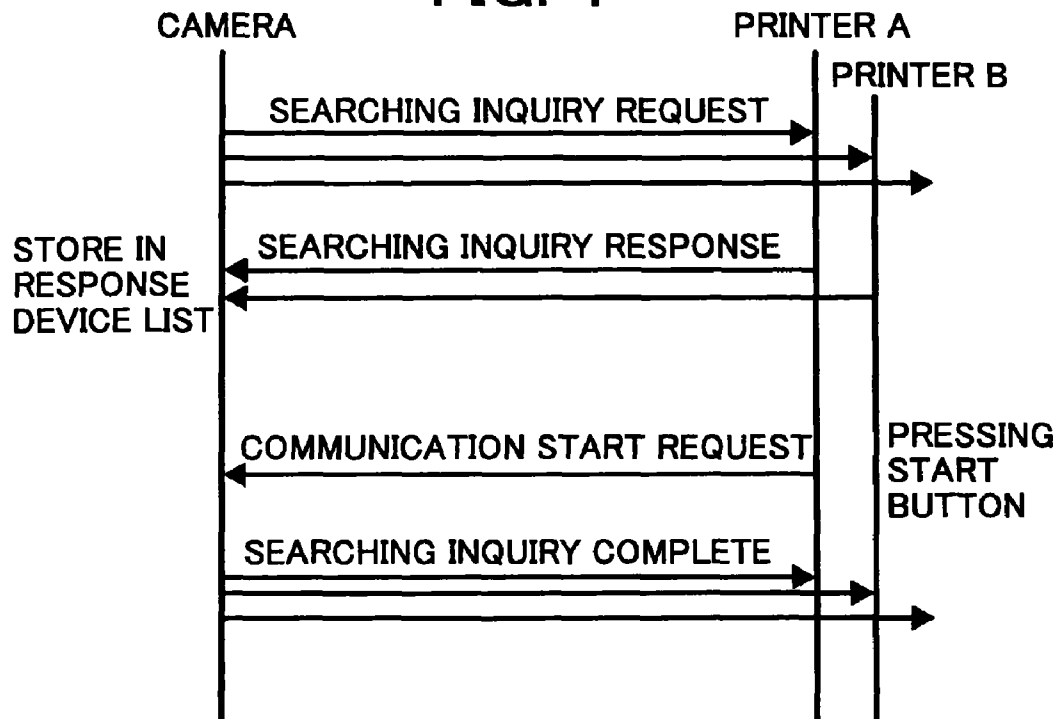 CAMERA
PRINTER A
PRINTER B
SEARCHING INQUIRY REQUEST
STORE IN
RESPONSE
DEVICE LIST
SEARCHING INQUIRY RESPONSE
COMMUNICATION START REQUEST
PRESSING
START
BUTTON
SEARCHING INQUIRY COMPLETE